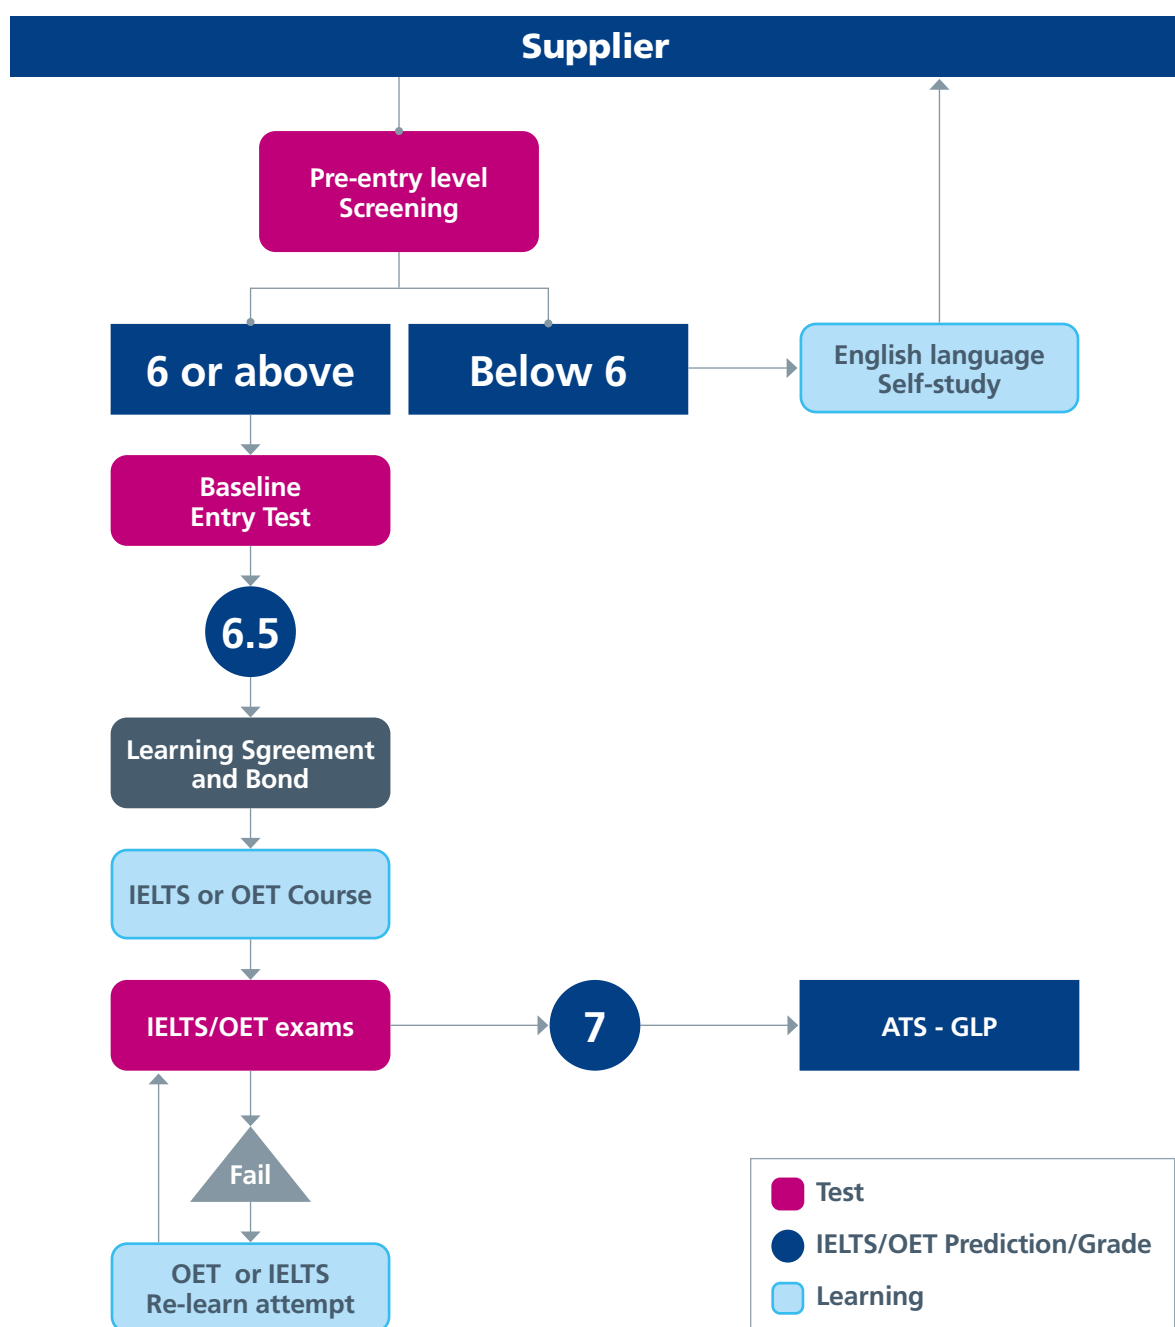 Supplier
Pre-entry level
Screening
6 or above
Below 6
English language
Self-study
Baseline
Entry Test
6.5
Learning Sgreement
and Bond
IELTS or OET Course
IELTS/OET exams
7
ATS - GLP
Fail
OET or IELTS
Re-learn attempt
Test
IELTS/OET Prediction/Grade
Learning